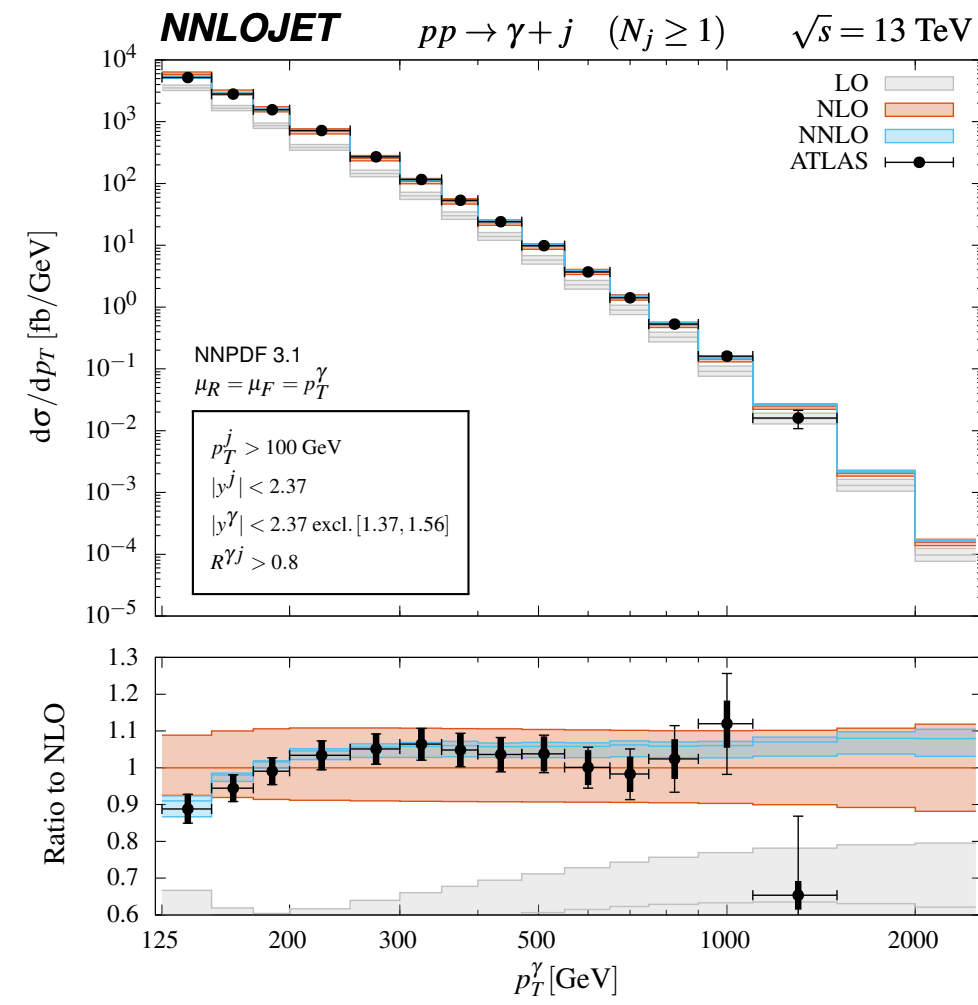 NNLOJET pp → γ + j (N_j ≥ 1) √s = 13 TeV
10^4
10^3
10^2
10^1
10^0
10^-1
10^-2
10^-3
10^-4
10^-5
dσ/dp_T [fb/GeV]
LO
NLO
NNLO
ATLAS
NNPDF 3.1
μ_R = μ_F = p_T^γ
p_T^j > 100 GeV
|y^j| < 2.37
|y^γ| < 2.37 excl. [1.37, 1.56]
R^γj > 0.8
1.3
1.2
1.1
1
0.9
0.8
0.7
0.6
Ratio to NLO
125 200 300 400 500 1000 2000
p_T^γ [GeV]